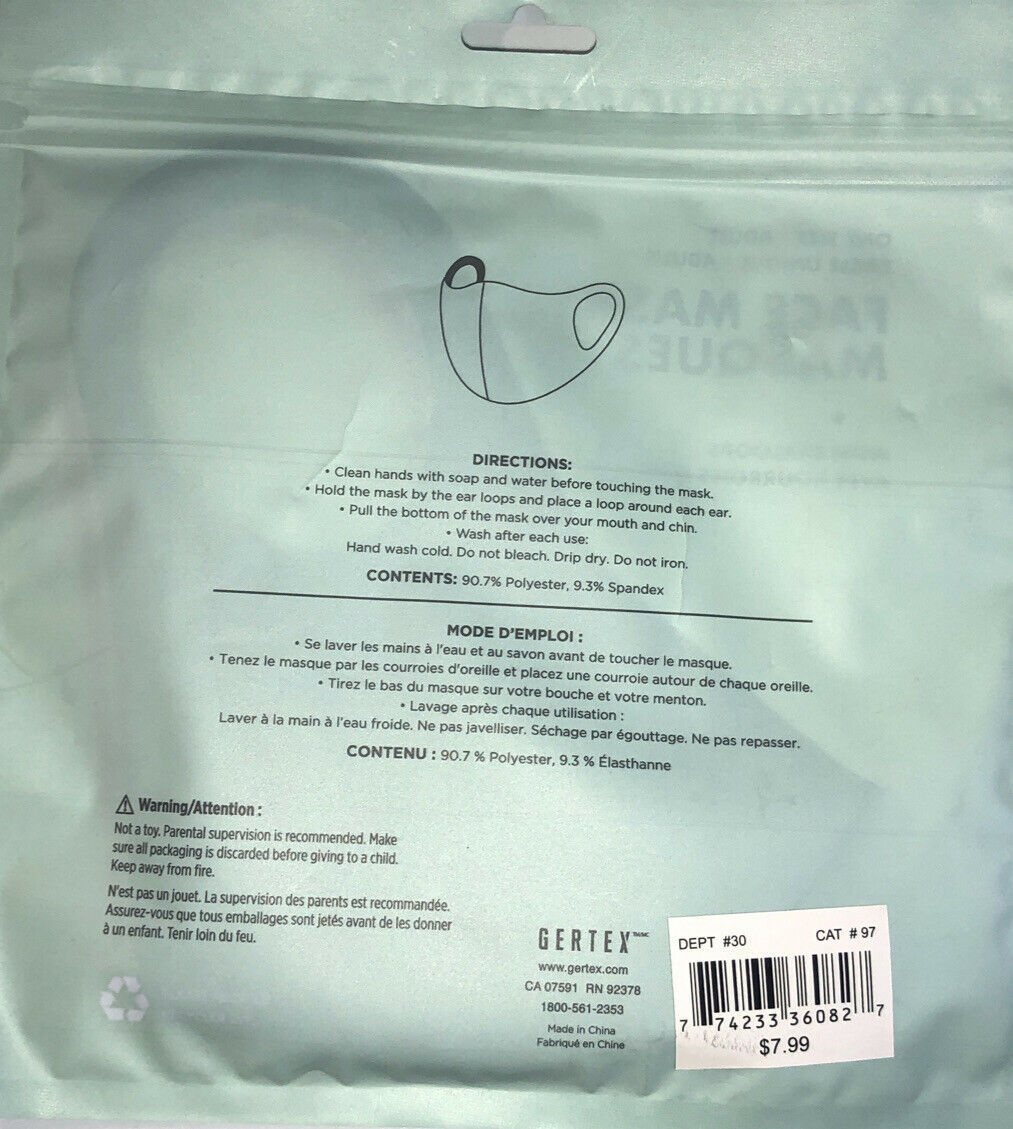 DIRECTIONS:
• Clean hands with soap and water before touching the mask.
• Hold the mask by the ear loops and place a loop around each ear.
• Pull the bottom of the mask over your mouth and chin.
• Wash after each use:
Hand wash cold. Do not bleach. Drip dry. Do not iron.
CONTENTS: 90.7% Polyester, 9.3% Spandex
MODE D'EMPLOI :
• Se laver les mains à l'eau et au savon avant de toucher le masque.
• Tenez le masque par les courroies d'oreille et placez une courroie autour de chaque oreille.
• Tirez le bas du masque sur votre bouche et votre menton.
• Lavage après chaque utilisation :
Laver à la main à l'eau froide. Ne pas javelliser. Séchage par égouttage. Ne pas repasser.
CONTENU : 90.7 % Polyester, 9.3 % Élasthanne
⚠ Warning/Attention :
Not a toy. Parental supervision is recommended. Make
sure all packaging is discarded before giving to a child.
Keep away from fire.
N'est pas un jouet. La supervision des parents est recommandée.
Assurez-vous que tous emballages sont jetés avant de les donner
à un enfant. Tenir loin du feu.
GERTEX™/MC
www.gertex.com
CA 07591 RN 92378
1800-561-2353
Made in China
Fabriqué en Chine
DEPT #30 CAT # 97
7 74233 36082 7
$7.99